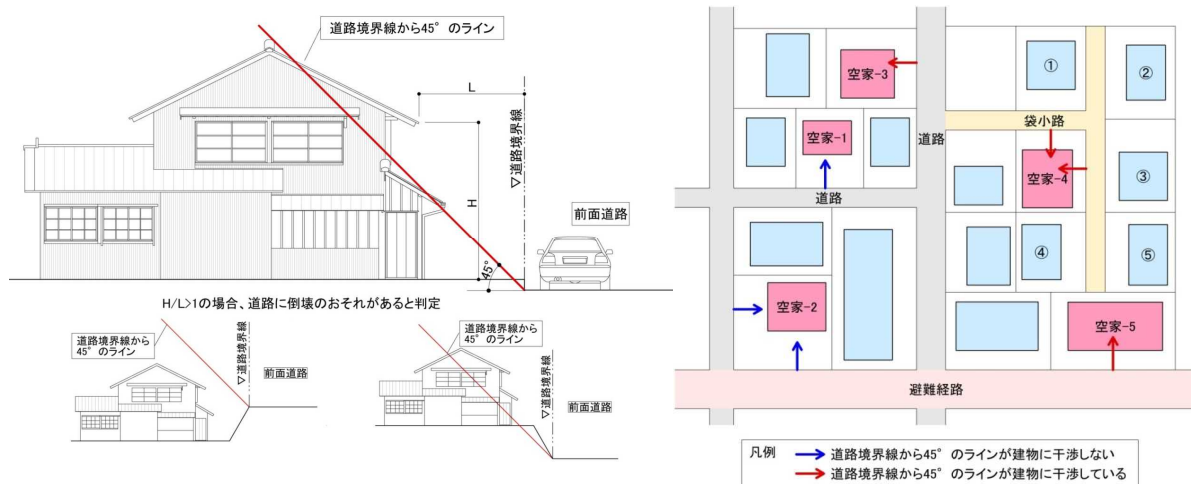 道路境界線から45°のライン
L
▽道路境界線
H
前面道路
45°
H/L>1の場合、道路に倒壊のおそれがあると判定
道路境界線から
45°のライン
▽道路境界線
前面道路
道路境界線から
45°のライン
▽道路境界線
前面道路
空家-3
①
②
袋小路
道路
空家-1
空家-4
③
道路
④
⑤
空家-2
空家-5
避難経路
凡例
道路境界線から45°のラインが建物に干渉しない
道路境界線から45°のラインが建物に干渉している